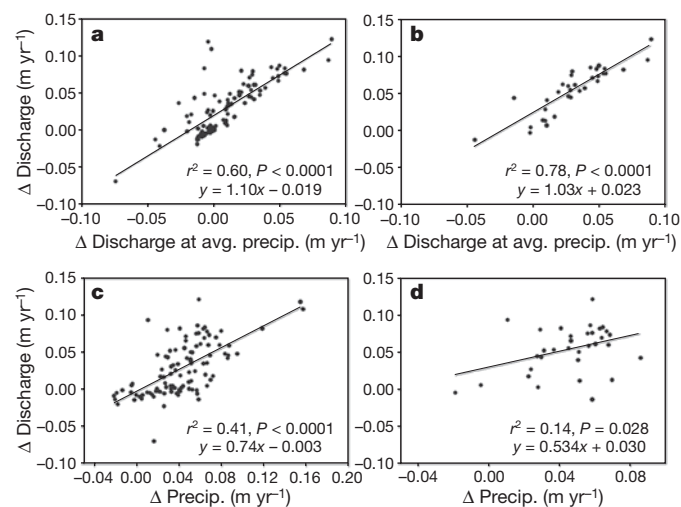 a
0.15
0.10
0.05
0.00
−0.05
−0.10
Δ Discharge (m yr⁻¹)
r² = 0.60, P < 0.0001
y = 1.10x − 0.019
−0.10 −0.05 0.00 0.05 0.10
Δ Discharge at avg. precip. (m yr⁻¹)
b
0.15
0.10
0.05
0.00
−0.05
−0.10
r² = 0.78, P < 0.0001
y = 1.03x + 0.023
−0.10 −0.05 0.00 0.05 0.10
Δ Discharge at avg. precip. (m yr⁻¹)
c
0.15
0.10
0.05
0.00
−0.05
−0.10
Δ Discharge (m yr⁻¹)
r² = 0.41, P < 0.0001
y = 0.74x − 0.003
−0.04 0.00 0.04 0.08 0.12 0.16 0.20
Δ Precip. (m yr⁻¹)
d
0.15
0.10
0.05
0.00
−0.05
−0.10
r² = 0.14, P = 0.028
y = 0.534x + 0.030
−0.04 0.00 0.04 0.08
Δ Precip. (m yr⁻¹)